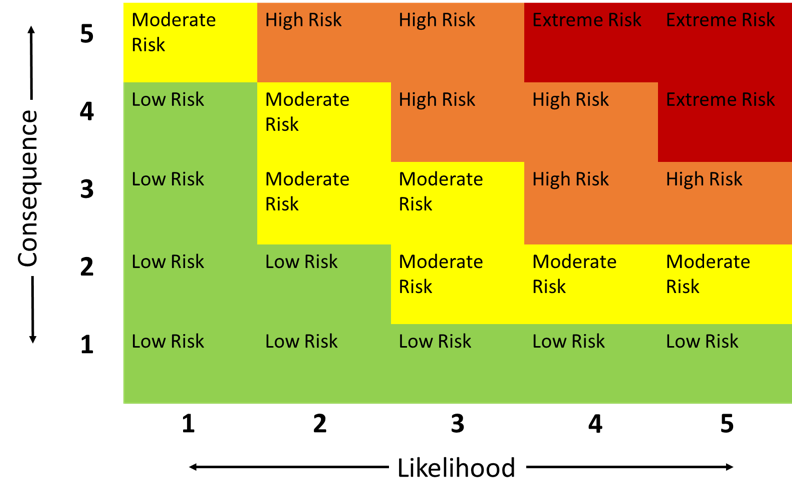 Consequence
5
Moderate
Risk
High Risk
High Risk
Extreme Risk
Extreme Risk
4
Low Risk
Moderate
Risk
High Risk
High Risk
Extreme Risk
3
Low Risk
Moderate
Risk
Moderate
Risk
High Risk
High Risk
2
Low Risk
Low Risk
Moderate
Risk
Moderate
Risk
Moderate
Risk
1
Low Risk
Low Risk
Low Risk
Low Risk
Low Risk
1
2
3
4
5
Likelihood